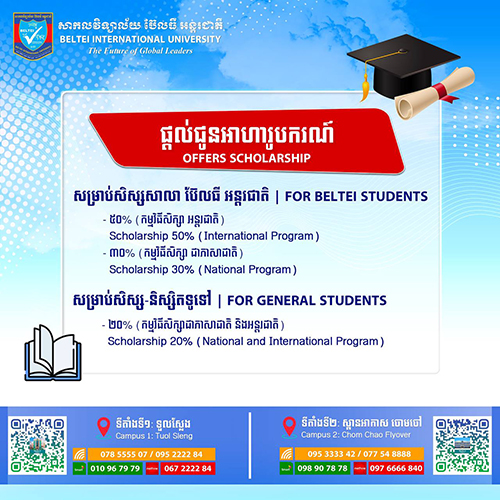 សាកលវិទ្យាល័យ ប៊ែលធី អន្តរជាតិ
BELTEI INTERNATIONAL UNIVERSITY
The Future of Global Leaders
ផ្តល់ជូនអាហារូបករណ៍
OFFERS SCHOLARSHIP
សម្រាប់សិស្សសាលា ប៊ែលធី អន្តរជាតិ | FOR BELTEI STUDENTS
- ៥០% (កម្មវិធីសិក្សា អន្តរជាតិ)
Scholarship 50% ( International Program )
- ៣០% (កម្មវិធីសិក្សា ជាភាសាជាតិ)
Scholarship 30% ( National Program )
សម្រាប់សិស្ស-និស្សិតទូទៅ | FOR GENERAL STUDENTS
- ២០% (កម្មវិធីសិក្សាជាភាសាជាតិ និងអន្តរជាតិ)
Scholarship 20% ( National and International Program )
ទីតាំងទី១: ទួលស្លែង
Campus 1: Tuol Sleng
078 5555 07 / 095 2222 84
010 96 79 79 067 2222 84
ទីតាំងទី២: ស្ពានអាកាស ចោមចៅ
Campus 2: Chom Chao Flyover
095 3333 42 / 077 54 8888
098 90 78 78 097 6666 840